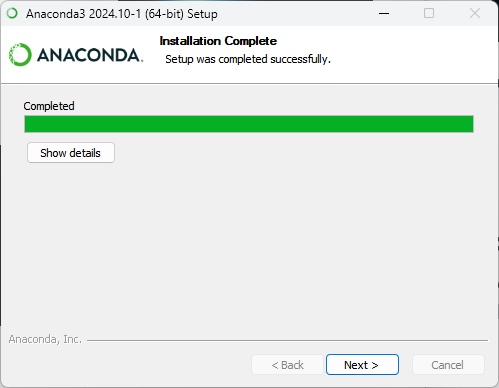 Anaconda3 2024.10-1 (64-bit) Setup
Installation Complete
ANACONDA.
Setup was completed successfully.
Completed
Show details
Anaconda, Inc.
< Back
Next >
Cancel